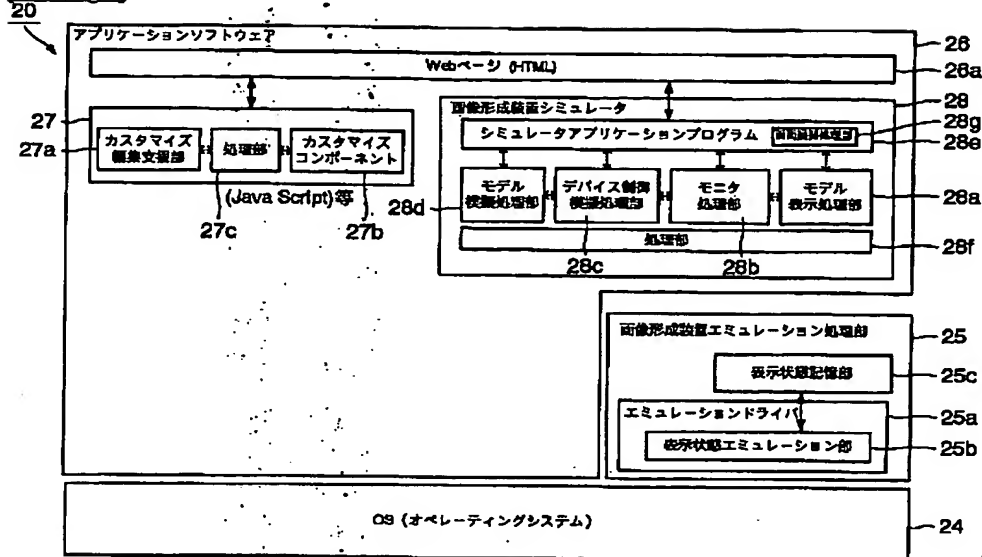 20
アプリケーションソフトウェア
26
Webページ (HTML)
26a
27
27a
カスタマイズ
編集支援部
処理部
カスタマイズ
コンポーネント
(Java Script)等
27c
27b
画像形成装置シミュレータ
28
シミュレータアプリケーションプログラム
28g
28e
モデル
模擬処理部
デバイス制御
模擬処理部
モニタ
処理部
モデル
表示処理部
28d
28a
処理部
28f
28c
28b
画像形成装置エミュレーション処理部
25
表示状態記憶部
25c
エミュレーションドライバ
25a
表示状態エミュレーション部
25b
OS (オペレーティングシステム)
24